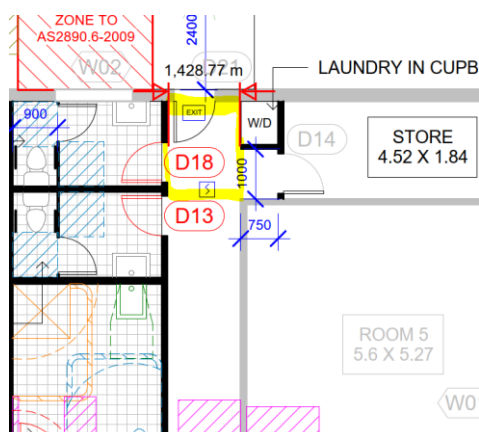 ZONE TO
AS2890.6-2009
2400
W02
D21
1,428.77 m
LAUNDRY IN CUPB
900
EXIT
W/D
D14
STORE
4.52 X 1.84
D18
1000
S
D13
750
ROOM 5
5.6 X 5.27
W0